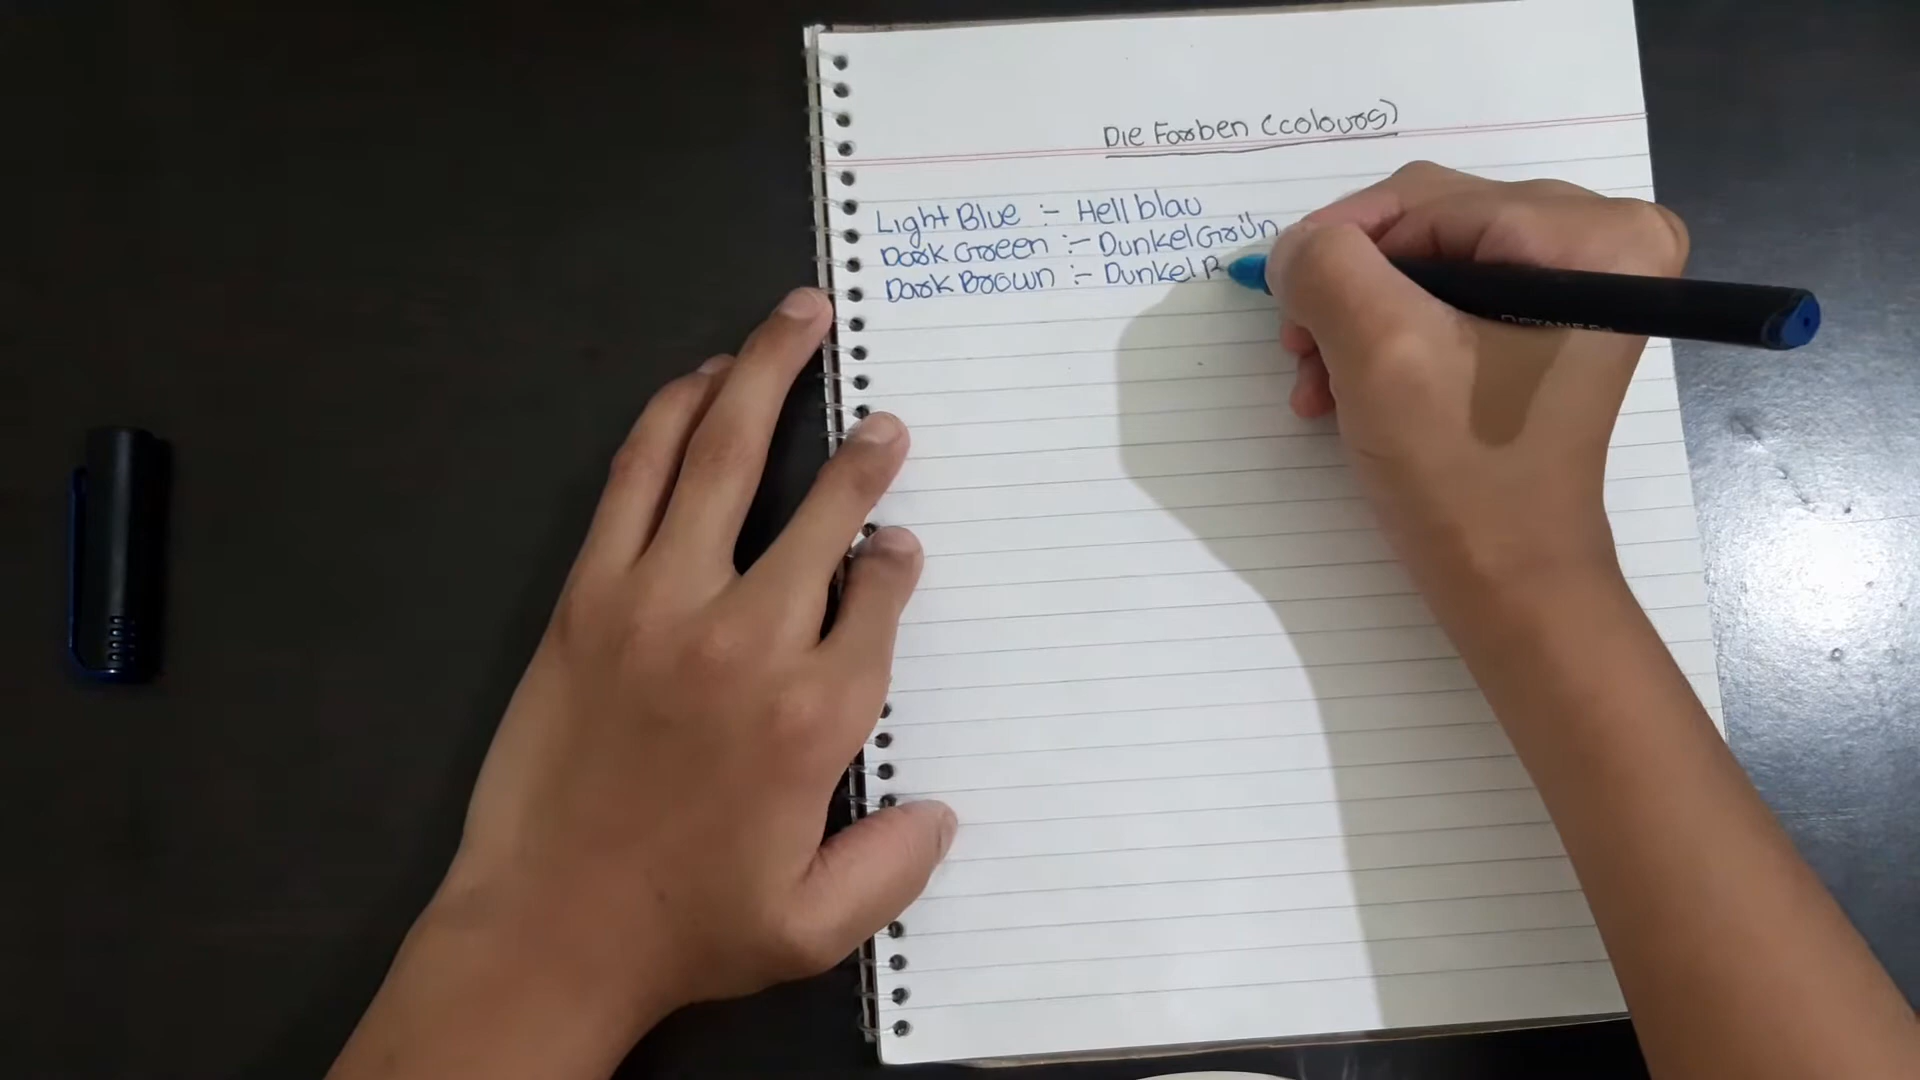 Die Farben (colours)
Light Blue :- Hell blau
Dark Green :- Dunkel Grün
Dark Brown :- Dunkel B